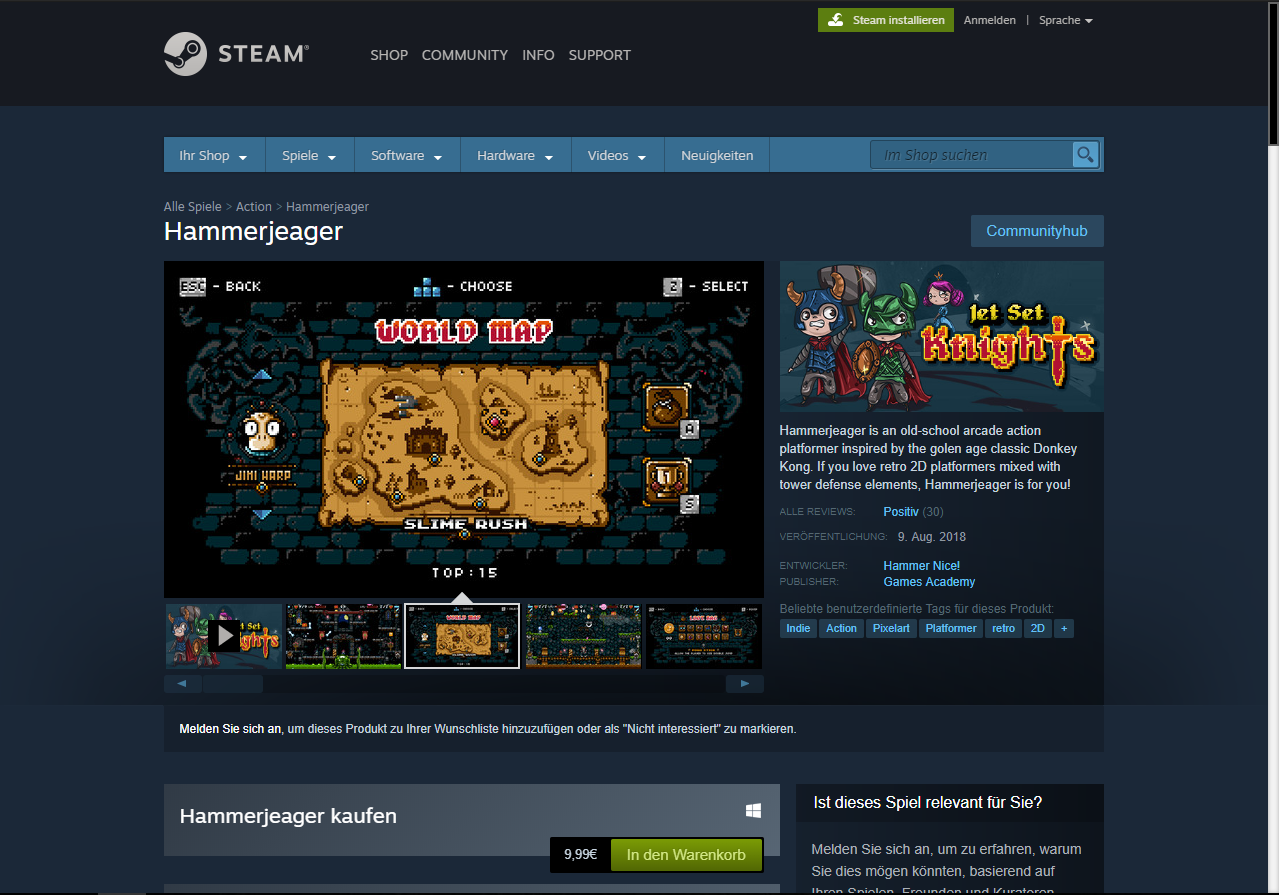 Steam installieren
Anmelden | Sprache
STEAM®
SHOP COMMUNITY INFO SUPPORT
Ihr Shop Spiele Software Hardware Videos Neuigkeiten Im Shop suchen
Alle Spiele > Action > Hammerjeager
Hammerjeager
Communityhub
ESC - BACK - CHOOSE Z - SELECT
WORLD MAP
JIMI WARP
A
S
SLIME RUSH
TOP:15
Jet Set
Knights
Hammerjeager is an old-school arcade action
platformer inspired by the golen age classic Donkey
Kong. If you love retro 2D platformers mixed with
tower defense elements, Hammerjeager is for you!
ALLE REVIEWS: Positiv (30)
VERÖFFENTLICHUNG: 9. Aug. 2018
ENTWICKLER: Hammer Nice!
PUBLISHER: Games Academy
Beliebte benutzerdefinierte Tags für dieses Produkt:
Indie Action Pixelart Platformer retro 2D +
Melden Sie sich an, um dieses Produkt zu Ihrer Wunschliste hinzuzufügen oder als "Nicht interessiert" zu markieren.
Hammerjeager kaufen
9,99€ In den Warenkorb
Ist dieses Spiel relevant für Sie?
Melden Sie sich an, um zu erfahren, warum
Sie dies mögen könnten, basierend auf
Ihren Spielen, Freunden und Kuratoren